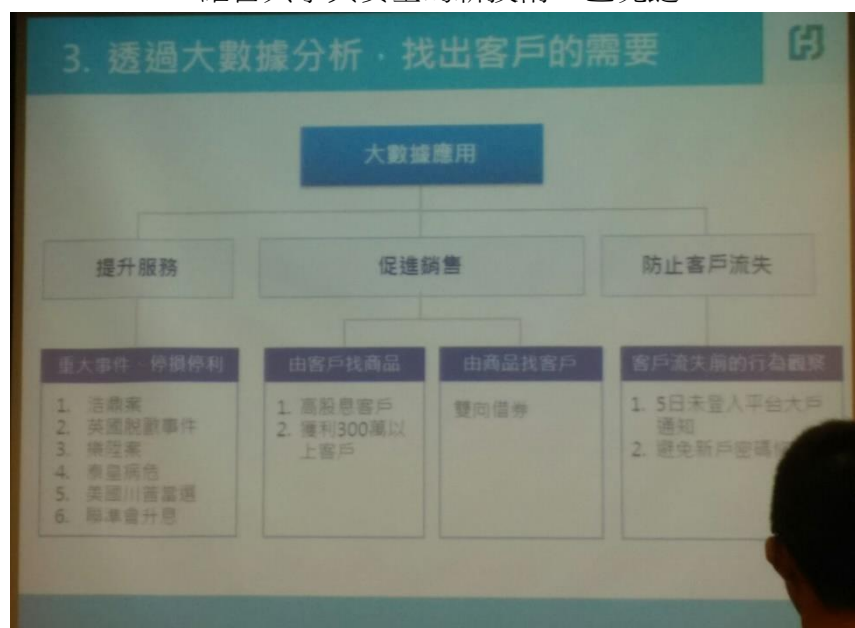 3. 透過大數據分析，找出客戶的需要
大數據應用
提升服務
促進銷售
防止客戶流失
重大事件、停損停利
1. 浩鼎案
2. 英國脫歐事件
3. 樂陞案
4. 泰皇病危
5. 美國川普當選
6. 聯準會升息
由客戶找商品
1. 高股息客戶
2. 獲利300萬以
上客戶
由商品找客戶
雙向借券
客戶流失前的行為觀察
1. 5日未登入平台大戶
通知
2. 避免新戶密碼